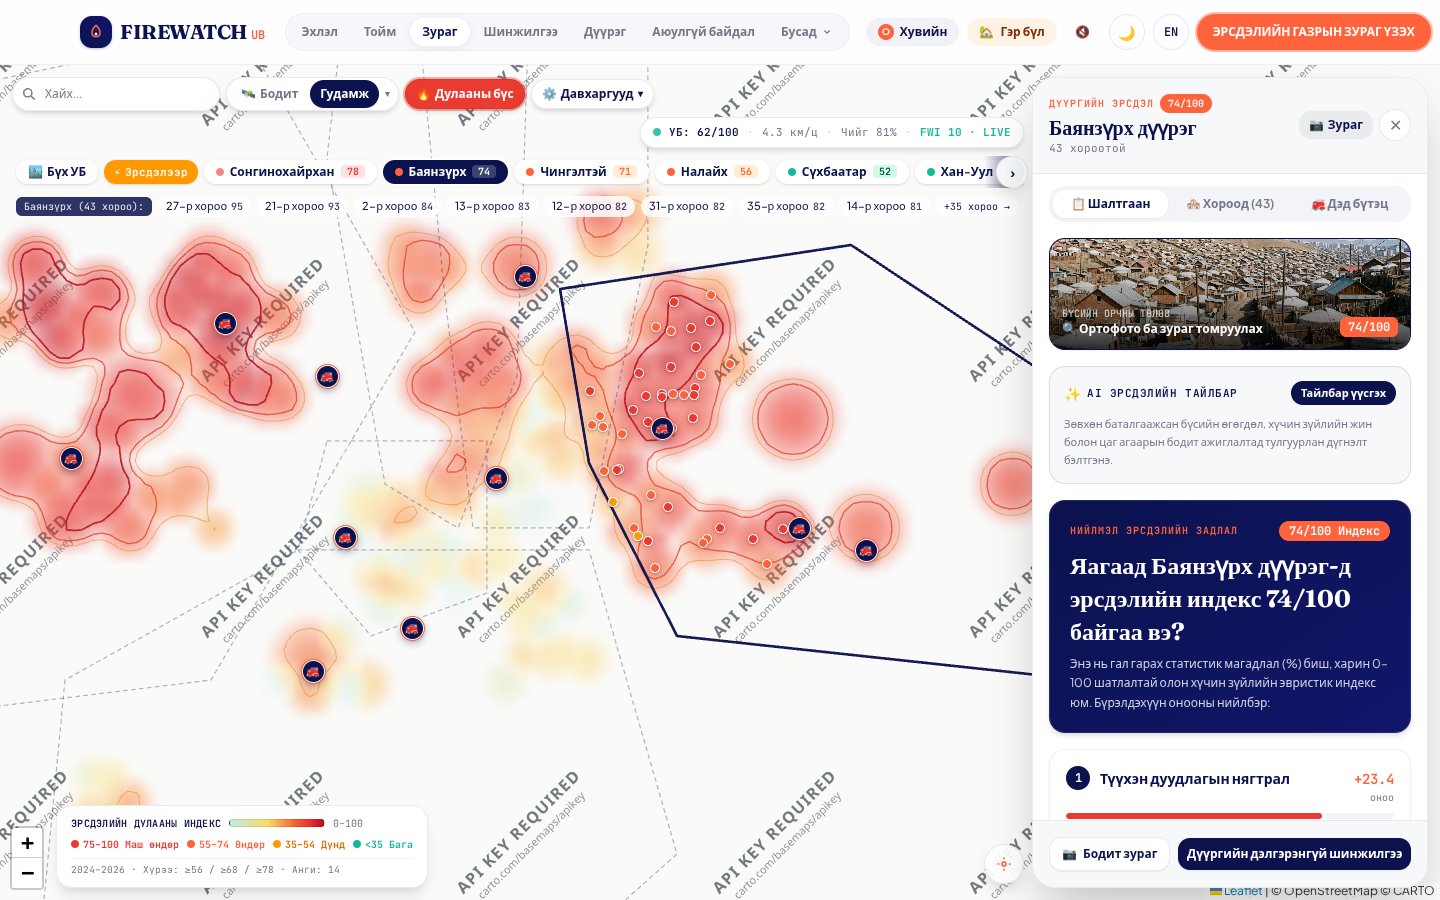 FIREWATCH UB
Эхлэл
Тойм
Зураг
Шинжилгээ
Дүүрэг
Аюулгүй байдал
Бусад
Хувийн
Гэр бүл
EN
ЭРСДЭЛИЙН ГАЗРЫН ЗУРАГ ҮЗЭХ
Хайх...
Бодит
Гудамж
Дулааны бүс
Давхаргууд
УБ: 62/100 · 4.3 км/ц · Чийг 81% · FWI 10 · LIVE
Бүх УБ
Эрсдэлээр
Сонгинохайрхан 78
Баянзүрх 74
Чингэлтэй 71
Налайх 56
Сүхбаатар 52
Хан-Уул
Баянзүрх (43 хороо):
27-р хороо 95
21-р хороо 93
2-р хороо 84
13-р хороо 83
12-р хороо 82
31-р хороо 82
35-р хороо 82
14-р хороо 81
+35 хороо →
API KEY REQUIRED
carto.com/basemaps/apikey
ДҮҮРГИЙН ЭРСДЭЛ 74/100
Баянзүрх дүүрэг
43 хороотой
Зураг
Шалтгаан
Хороод (43)
Дэд бүтэц
БҮСИЙН ОРЧНЫ ТӨЛӨВ
Ортофото ба зураг томруулах
74/100
AI ЭРСДЭЛИЙН ТАЙЛБАР
Тайлбар үүсгэх
Зөвхөн баталгаажсан бүсийн өгөгдөл, хүчин зүйлийн жин
болон цаг агаарын бодит ажиглалтад тулгуурлан дүгнэлт
бэлтгэнэ.
НИЙЛМЭЛ ЭРСДЭЛИЙН ЗАДЛАЛ
74/100 Индекс
Яагаад Баянзүрх дүүрэг-д
эрсдэлийн индекс 74/100
байгаа вэ?
Энэ нь гал гарах статистик магадлал (%) биш, харин 0-
100 шатлалтай олон хүчин зүйлийн эвристик индекс
юм. Бүрэлдэхүүн онооны нийлбэр:
1
Түүхэн дуудлагын нягтрал
+23.4
оноо
Бодит зураг
Дүүргийн дэлгэрэнгүй шинжилгээ
ЭРСДЭЛИЙН ДУЛААНЫ ИНДЕКС 0-100
75-100 Маш өндөр
55-74 Өндөр
35-54 Дунд
<35 Бага
2024-2026 · Хүрээ: ≥56 / ≥68 / ≥78 · Анги: 14
+
−
Leaflet | © OpenStreetMap © CARTO